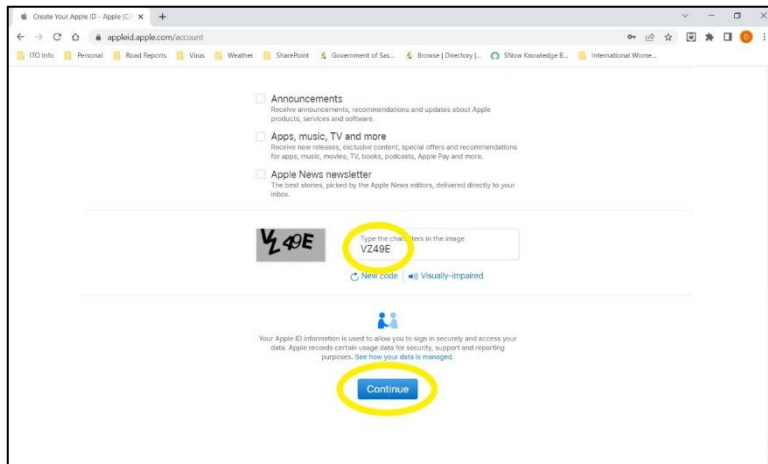 Create Your Apple ID - Apple (CA
appleid.apple.com/account
ITO Info Personal Road Reports Virus Weather SharePoint Government of Sas... Browse | Directory |... SNow Knowledge B... International Wome...
Announcements
Receive announcements, recommendations and updates about Apple
products, services and software.
Apps, music, TV and more
Receive new releases, exclusive content, special offers and recommendations
for apps, music, movies, TV, books, podcasts, Apple Pay and more.
Apple News newsletter
The best stories, picked by the Apple News editors, delivered directly to your
inbox.
VZ49E
Type the characters in the image
VZ49E
New code Visually-impaired
Your Apple ID information is used to allow you to sign in securely and access your
data. Apple records certain usage data for security, support and reporting
purposes. See how your data is managed.
Continue